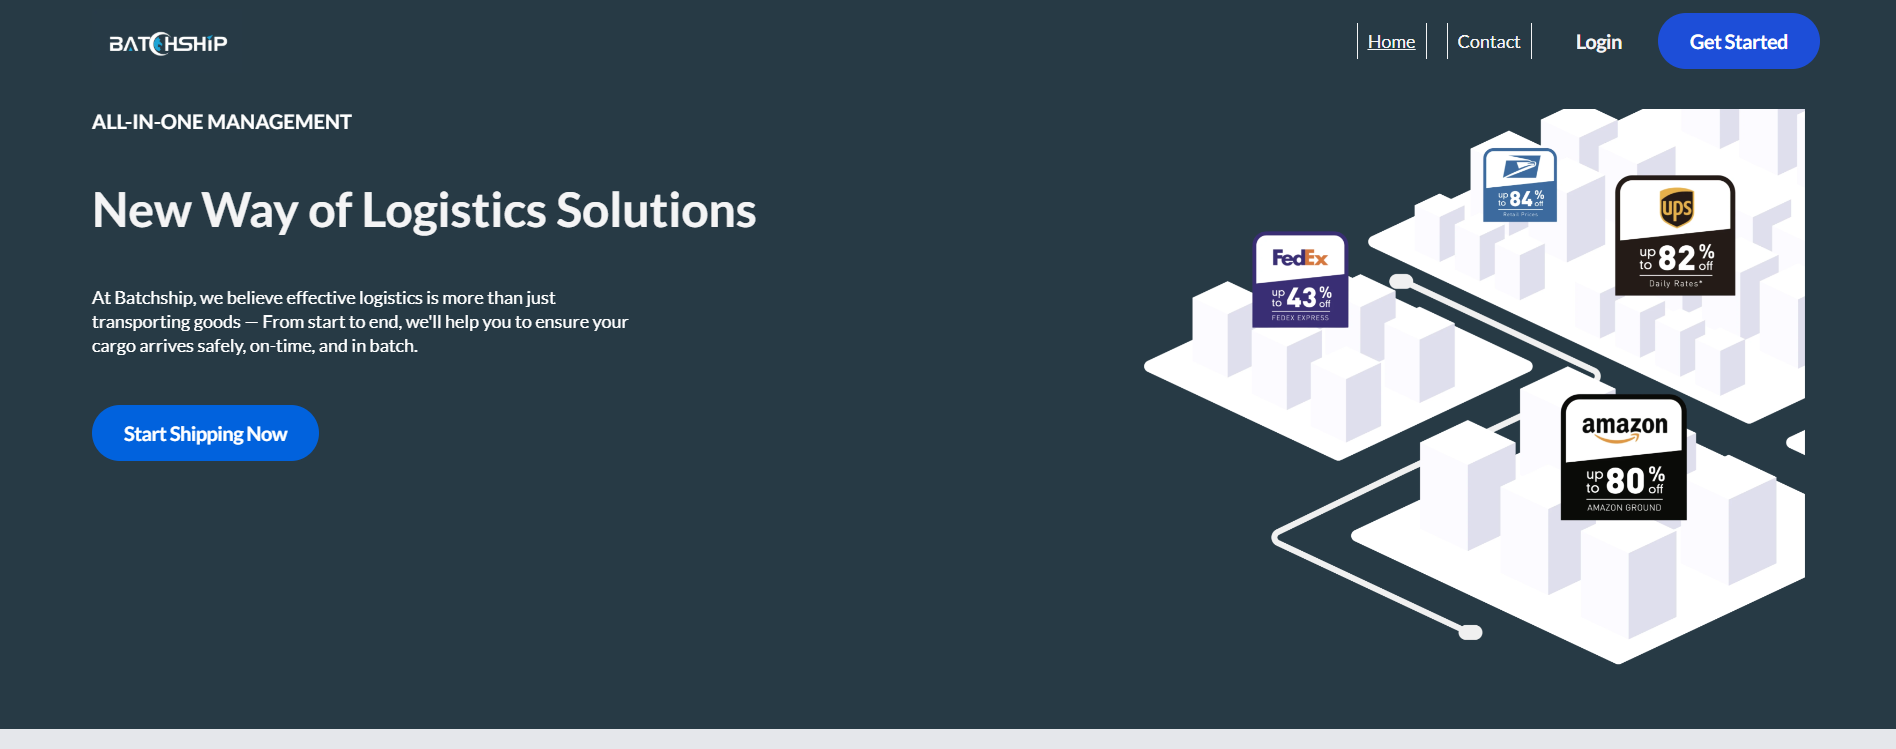 BATCHSHIP
Home
Contact
Login
Get Started
ALL-IN-ONE MANAGEMENT
New Way of Logistics Solutions
At Batchship, we believe effective logistics is more than just
transporting goods — From start to end, we'll help you to ensure your
cargo arrives safely, on-time, and in batch.
Start Shipping Now
up to 84% off
Retail Prices
ups
up to 82% off
Daily Rates*
FedEx
up to 43% off
FEDEX EXPRESS
amazon
up to 80% off
AMAZON GROUND